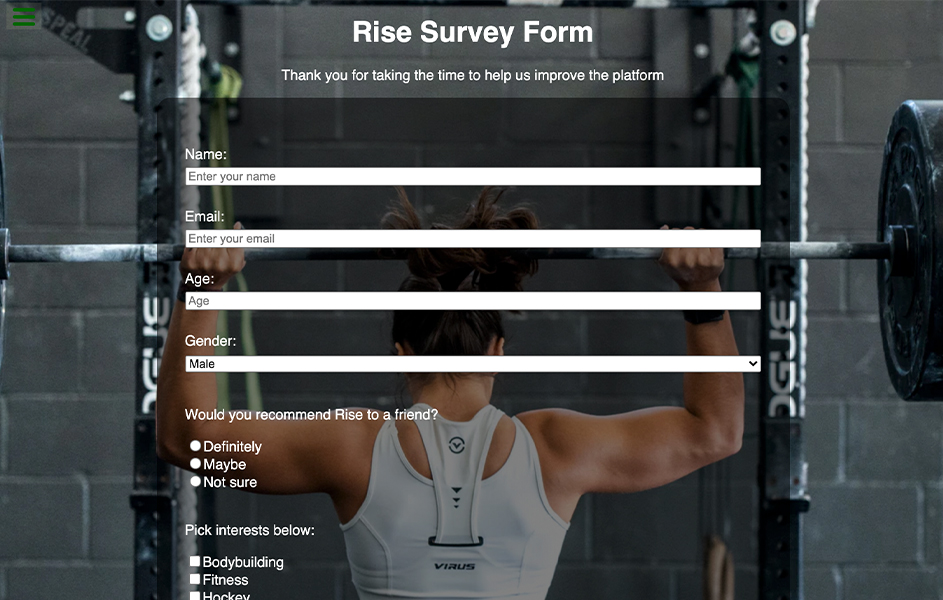 SPEAL
Rise Survey Form
Thank you for taking the time to help us improve the platform
Name:
Enter your name
Email:
Enter your email
Age:
Age
Gender:
Male
Would you recommend Rise to a friend?
Definitely
Maybe
Not sure
Pick interests below:
Bodybuilding
VIRUS
Fitness
Hockey